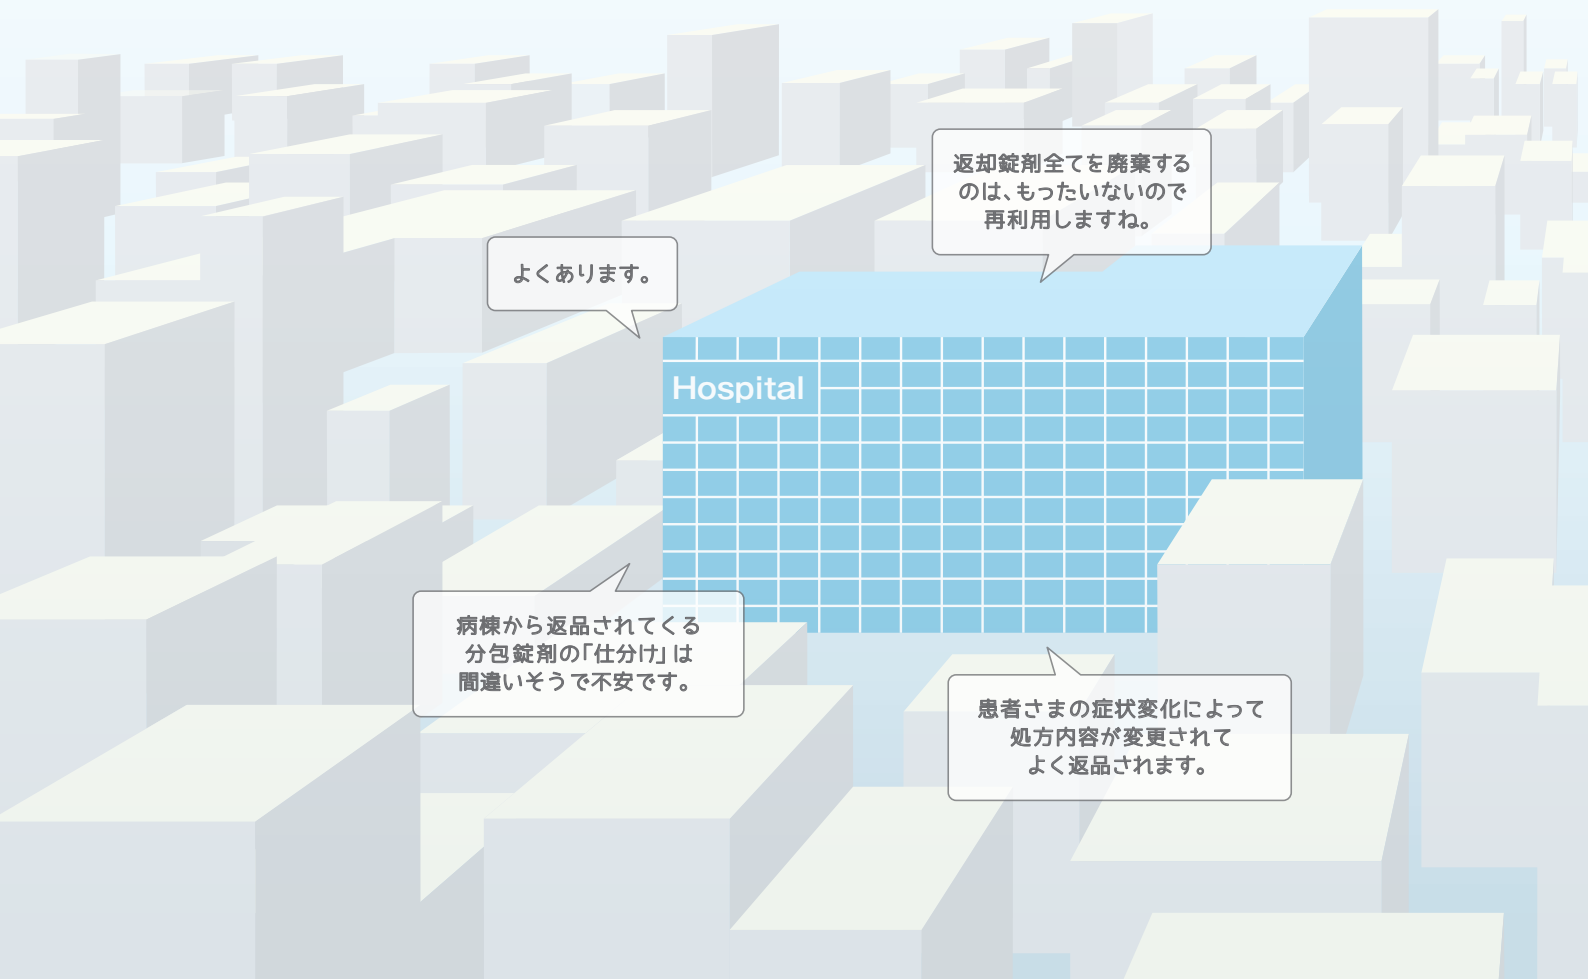 返却錠剤全てを廃棄する
のは、もったいないので
再利用しますね。
よくあります。
Hospital
病棟から返品されてくる
分包錠剤の「仕分け」は
間違いそうで不安です。
患者さまの症状変化によって
処方内容が変更されて
よく返品されます。